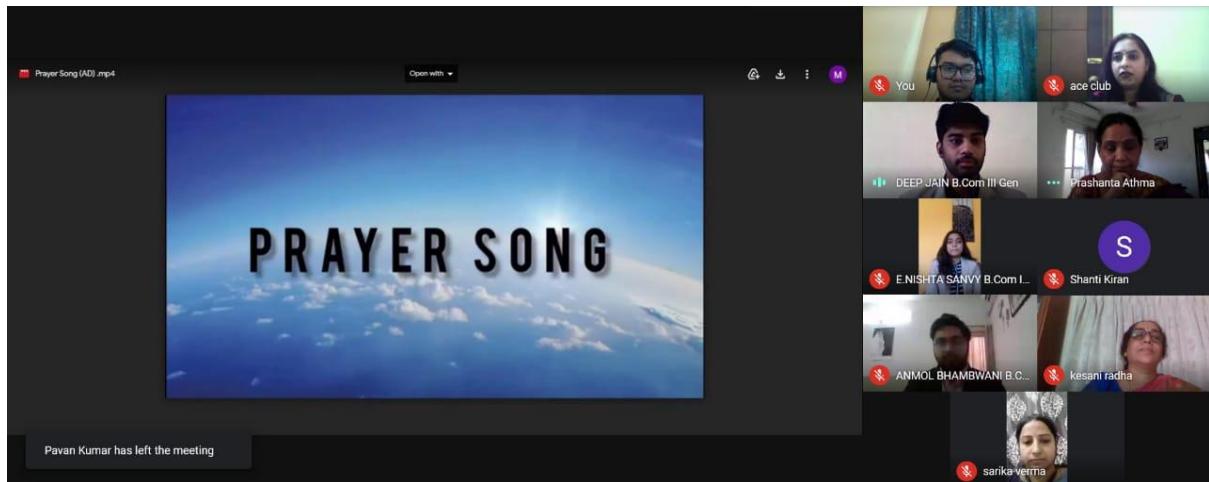 Prayer Song (AD) .mp4
Open with
M
PRAYER SONG
Pavan Kumar has left the meeting
You
ace club
DEEP JAIN B.Com III Gen
Prashanta Athma
E.NISHTA SANVY B.Com I...
S
Shanti Kiran
ANMOL BHAMBWANI B.C...
kesani radha
sarika verma